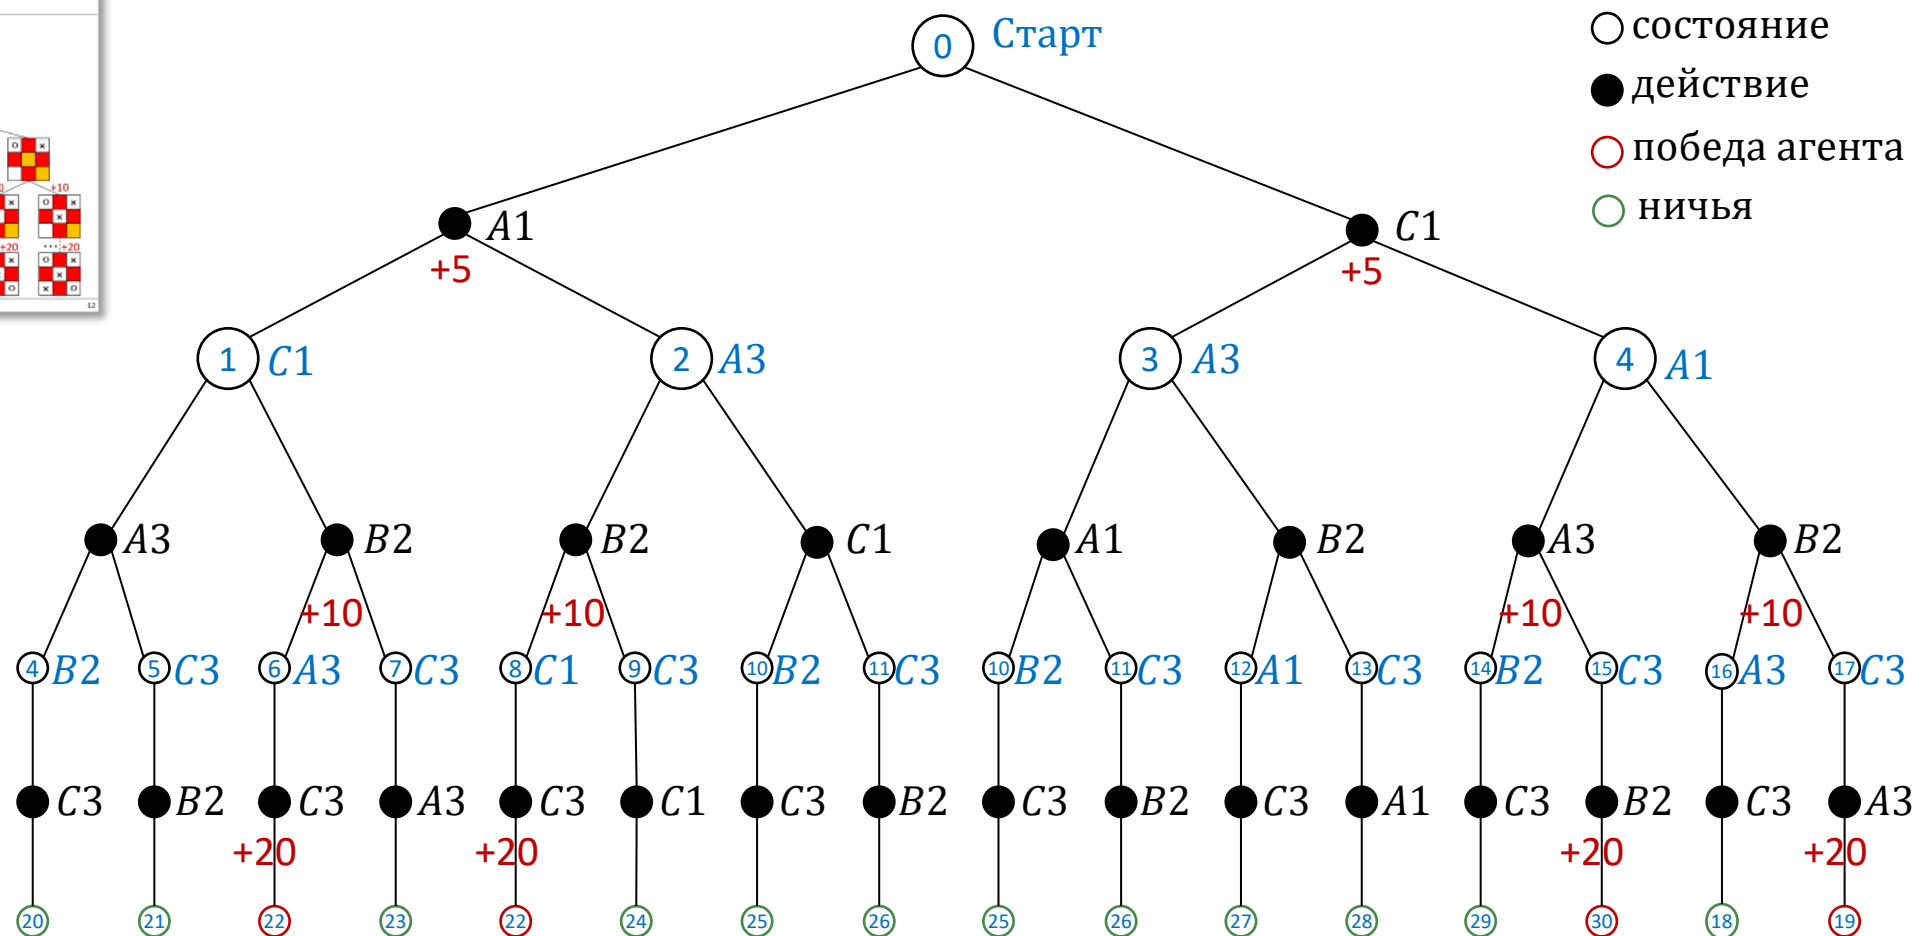 0 Старт
состояние
действие
победа агента
ничья
o x
+10
x o x
x
+20 ... +20
x o x
x
o x o
12
A1 C1
+5 +5
1 C1 2 A3 3 A3 4 A1
A3 B2 B2 C1 A1 B2 A3 B2
+10 +10 +10 +10
4 B2 5 C3 6 A3 7 C3 8 C1 9 C3 10 B2 11 C3 10 B2 11 C3 12 A1 13 C3 14 B2 15 C3 16 A3 17 C3
C3 B2 C3 A3 C3 C1 C3 B2 C3 B2 C3 A1 C3 B2 C3 A3
+20 +20 +20 +20
20 21 22 23 22 24 25 26 25 26 27 28 29 30 18 19